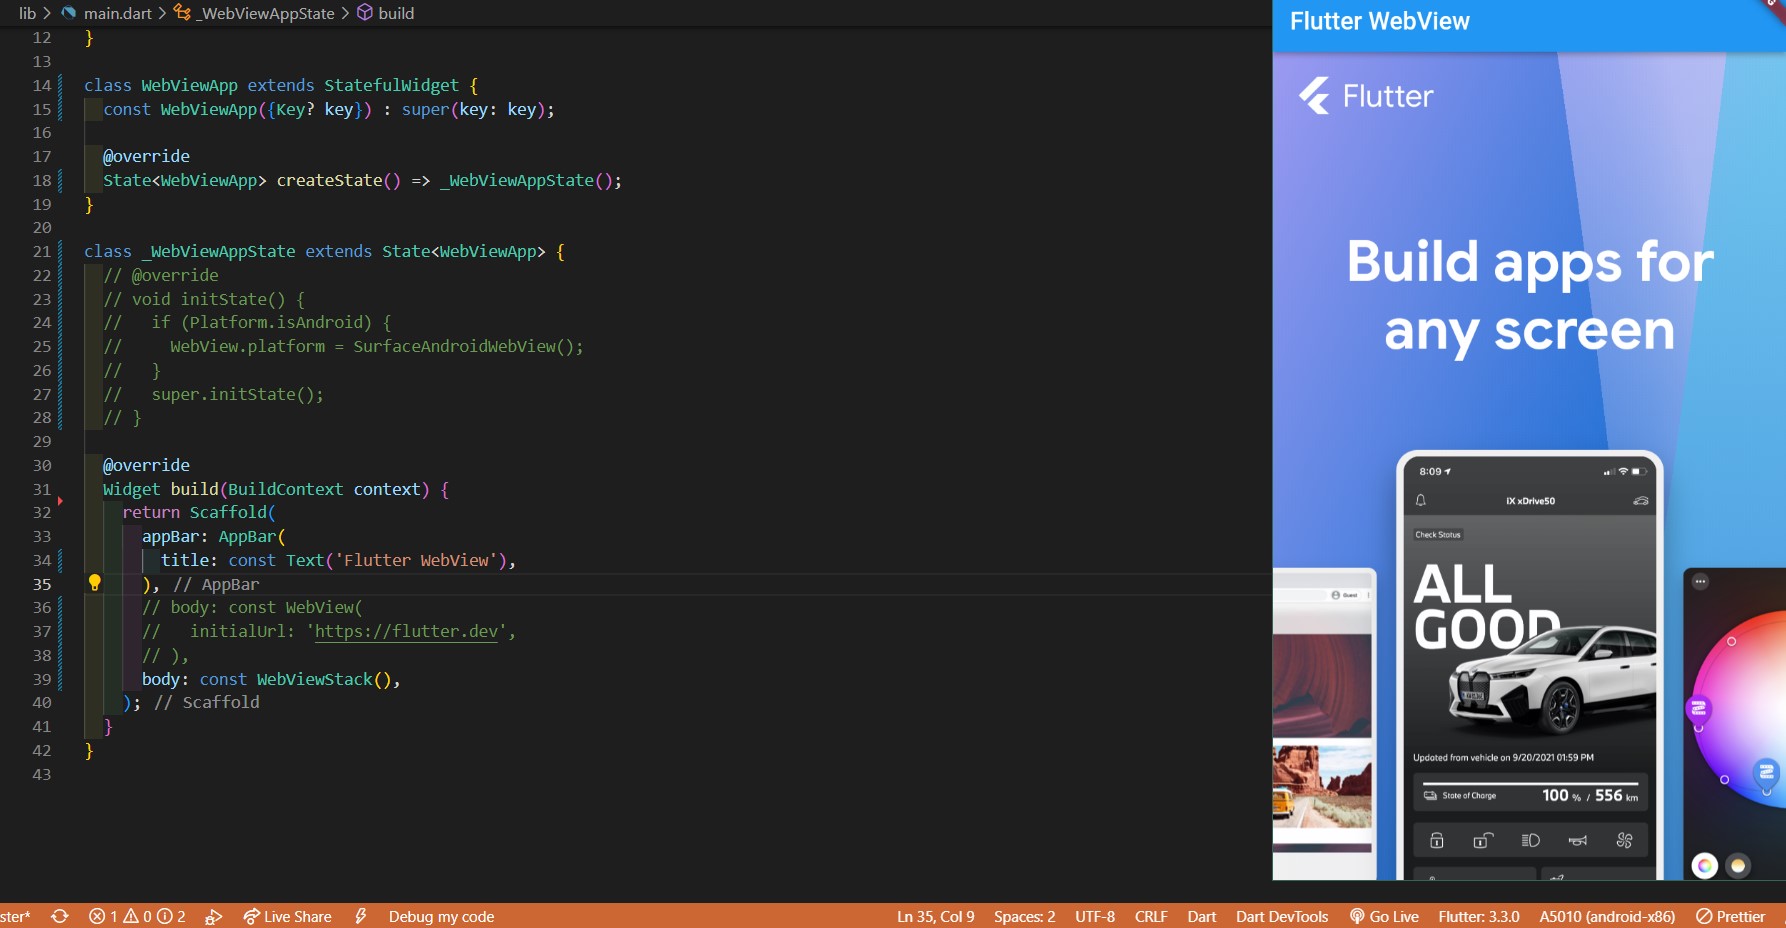 lib > main.dart > _WebViewAppState > build
12 }
13
14 class WebViewApp extends StatefulWidget {
15   const WebViewApp({Key? key}) : super(key: key);
16
17   @override
18   State<WebViewApp> createState() => _WebViewAppState();
19 }
20
21 class _WebViewAppState extends State<WebViewApp> {
22   // @override
23   // void initState() {
24   //   if (Platform.isAndroid) {
25   //     WebView.platform = SurfaceAndroidWebView();
26   //   }
27   //   super.initState();
28   // }
29
30   @override
31   Widget build(BuildContext context) {
32     return Scaffold(
33       appBar: AppBar(
34         title: const Text('Flutter WebView'),
35       ), // AppBar
36       // body: const WebView(
37       //   initialUrl: 'https://flutter.dev',
38       // ),
39       body: const WebViewStack(),
40     ); // Scaffold
41   }
42 }
43
Flutter WebView
Flutter
Build apps for
any screen
8:09
iX xDrive50
Check Status
ALL
GOOD
Guest
Updated from vehicle on 9/20/2021 01:59 PM
State of Charge 100 % / 556 km
ster* 1 0 2 Live Share Debug my code Ln 35, Col 9 Spaces: 2 UTF-8 CRLF Dart Dart DevTools Go Live Flutter: 3.3.0 A5010 (android-x86) Prettier